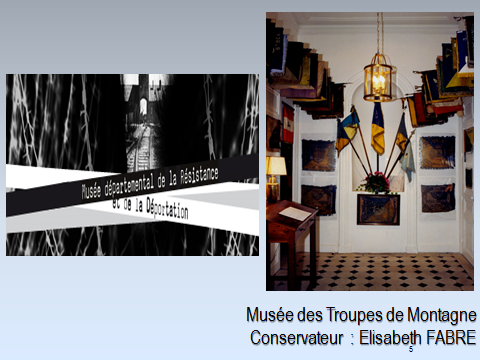 Musée départemental de la Résistance
et de la Déportation
Musée des Troupes de Montagne
Conservateur : Elisabeth FABRE
5